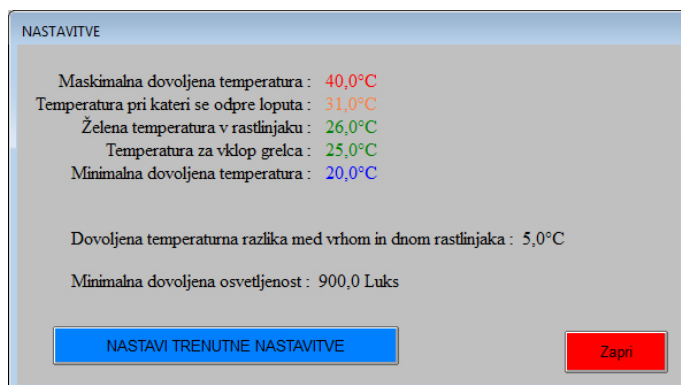 NASTAVITVE
Maskimalna dovoljena temperatura : 40,0°C
Temperatura pri kateri se odpre loputa : 31,0°C
Želena temperatura v rastlinjaku : 26,0°C
Temperatura za vklop grelca : 25,0°C
Minimalna dovoljena temperatura : 20,0°C
Dovoljena temperaturna razlika med vrhom in dnom rastlinjaka : 5,0°C
Minimalna dovoljena osvetljenost : 900,0 Luks
NASTAVI TRENUTNE NASTAVITVE
Zapri